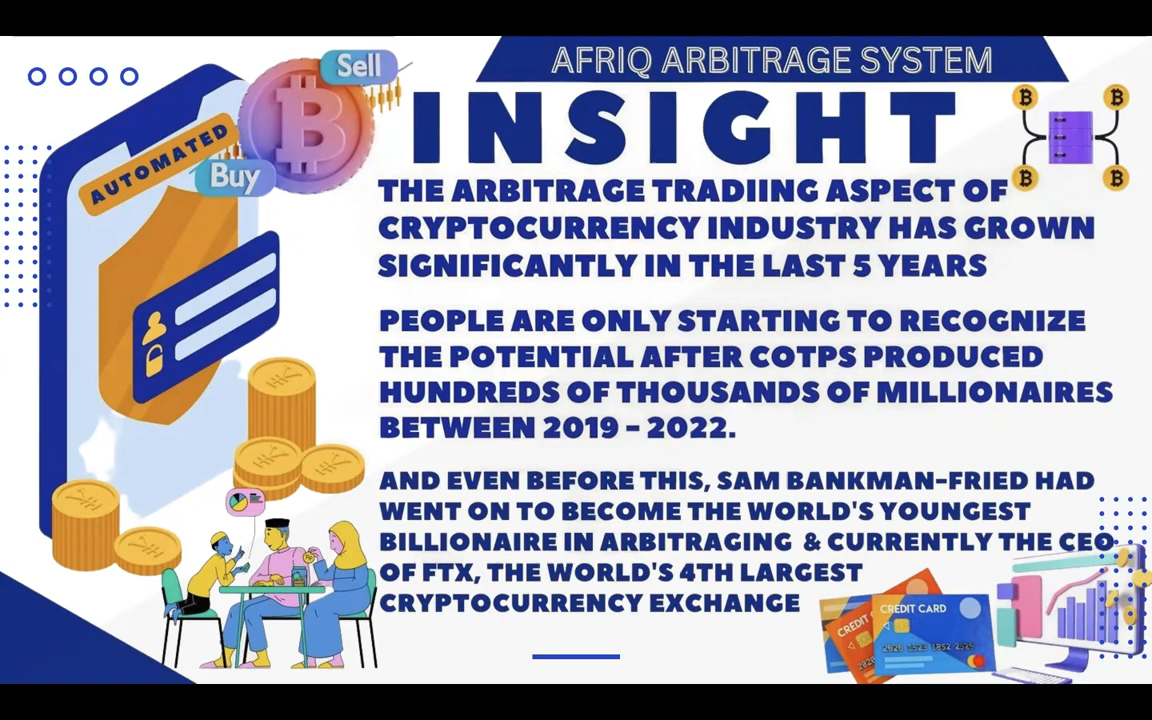 AFRIQ ARBITRAGE SYSTEM
INSIGHT
Sell
AUTOMATED
Buy
THE ARBITRAGE TRADIING ASPECT OF
CRYPTOCURRENCY INDUSTRY HAS GROWN
SIGNIFICANTLY IN THE LAST 5 YEARS
PEOPLE ARE ONLY STARTING TO RECOGNIZE
THE POTENTIAL AFTER COTPS PRODUCED
HUNDREDS OF THOUSANDS OF MILLIONAIRES
BETWEEN 2019 - 2022.
AND EVEN BEFORE THIS, SAM BANKMAN-FRIED HAD
WENT ON TO BECOME THE WORLD'S YOUNGEST
BILLIONAIRE IN ARBITRAGING & CURRENTLY THE CEO
OF FTX, THE WORLD'S 4TH LARGEST
CRYPTOCURRENCY EXCHANGE
CREDIT CARD
CREDIT